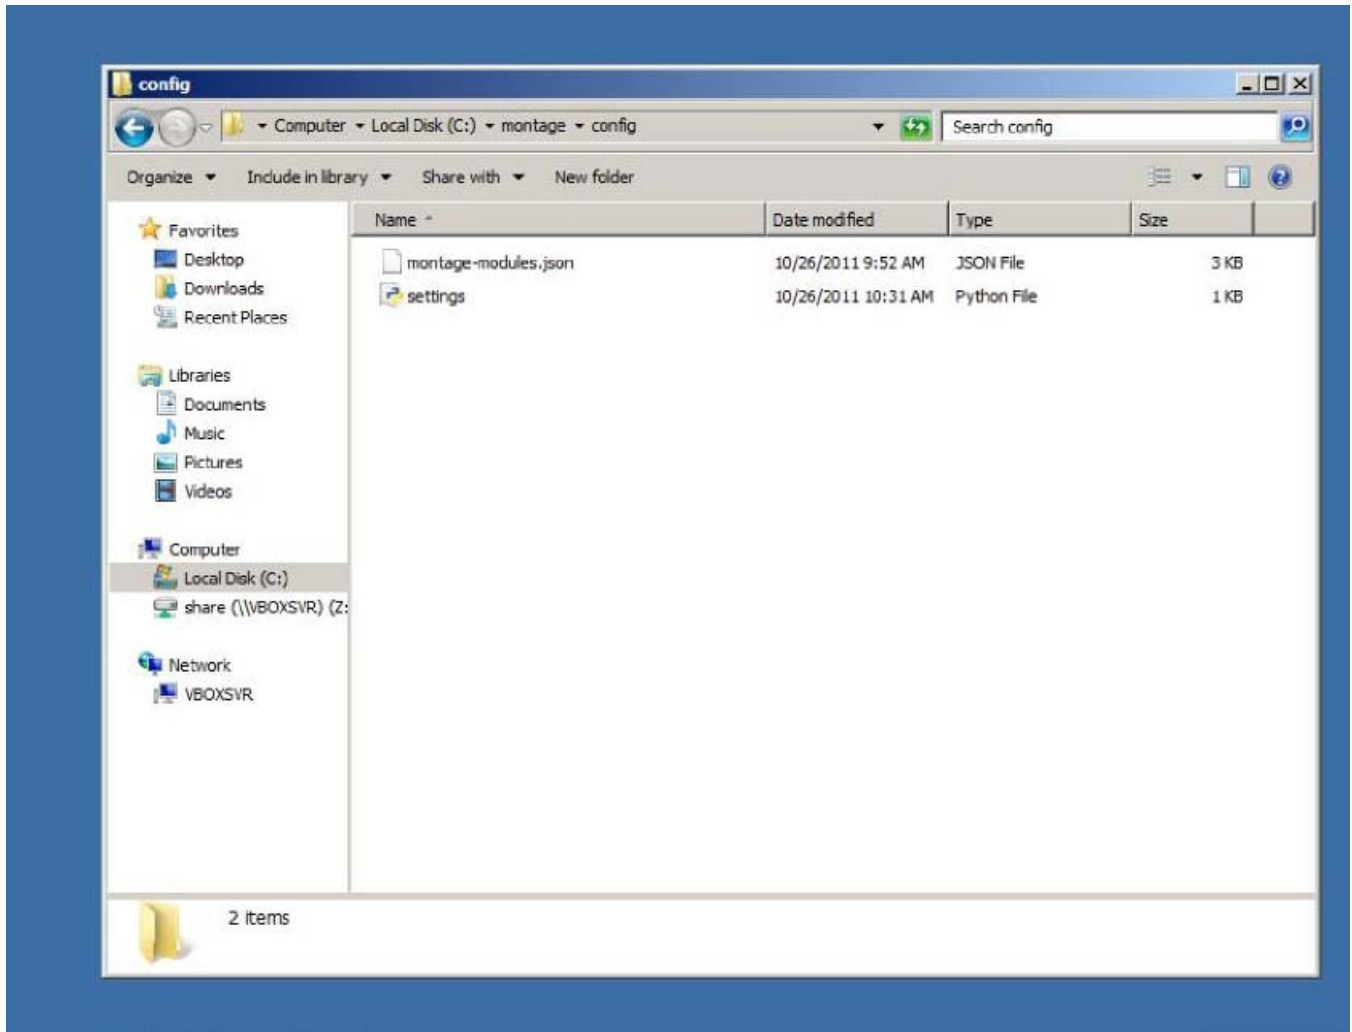 config
Computer Local Disk (C:) montage config Search config
Organize Include in library Share with New folder
Name Date modified Type Size
montage-modules.json 10/26/2011 9:52 AM JSON File 3 KB
settings 10/26/2011 10:31 AM Python File 1 KB
Favorites
Desktop
Downloads
Recent Places
Libraries
Documents
Music
Pictures
Videos
Computer
Local Disk (C:)
share (\\VBOXSVR) (Z:
Network
VBOXSVR
2 items